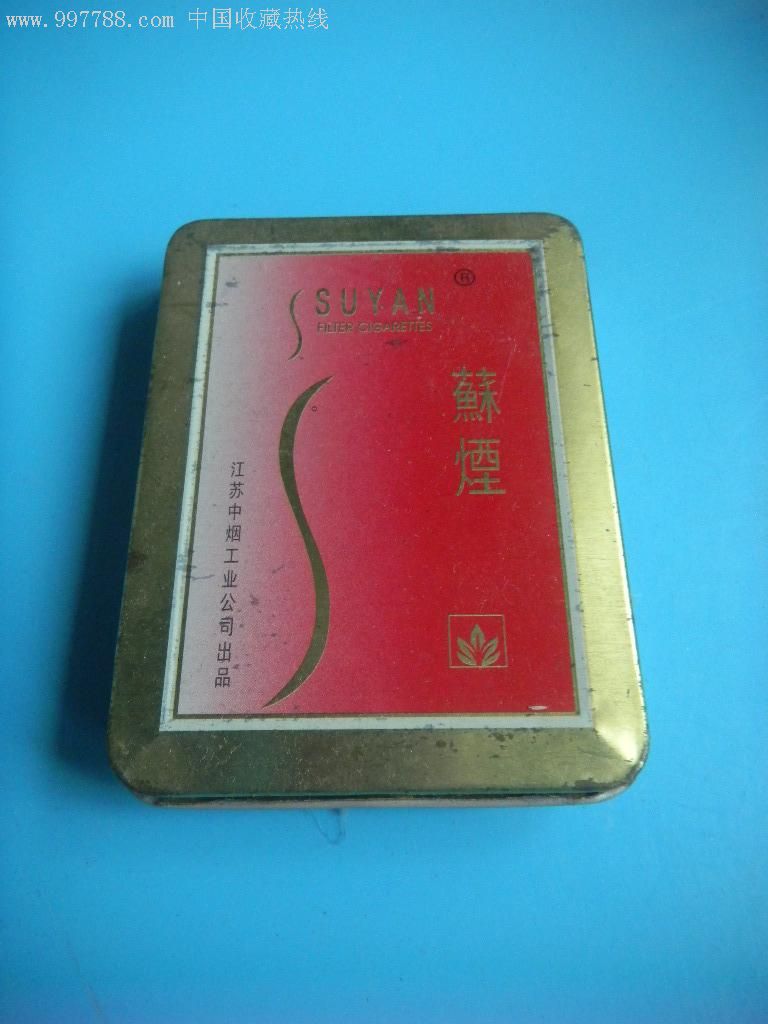 www.997788.com 中国收藏热线
SUYAN ®
FILTER CIGARETTES
蘇煙
江苏中烟工业公司出品